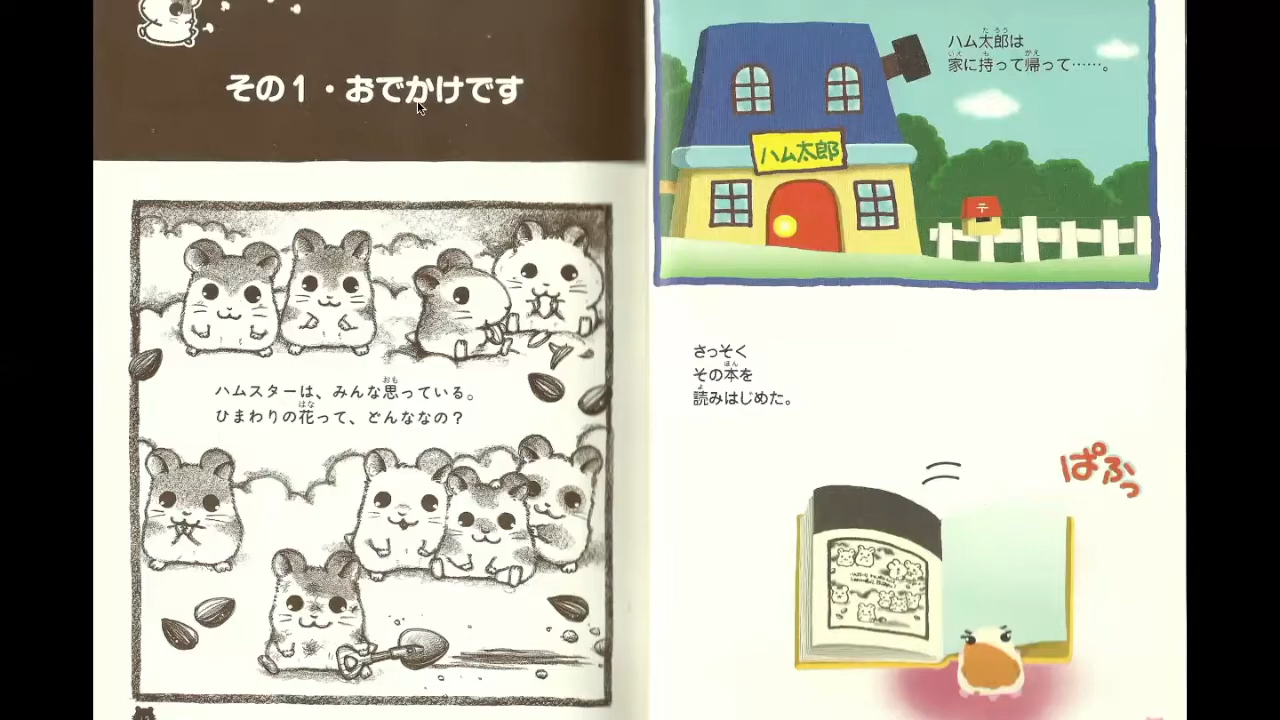 その1・おでかけです
ハムスターは、みんな思っている。
ひまわりの花って、どんななの？
ハム太郎は
家に持って帰って……。
ハム太郎
〒
さっそく
その本を
読みはじめた。
ぱふっ